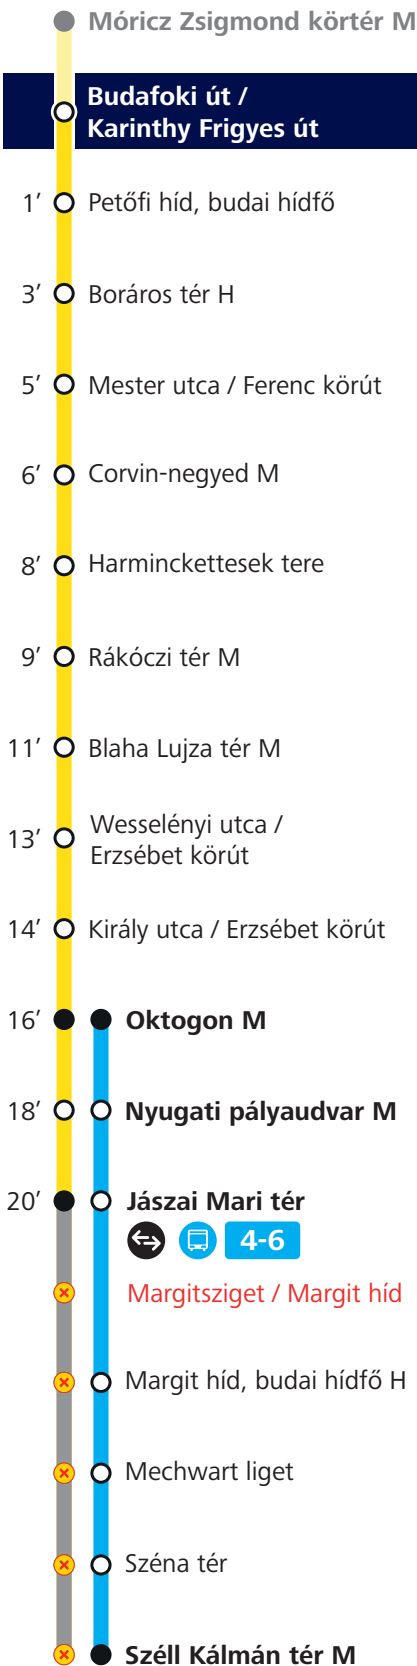 Móricz Zsigmond körtér M
Budafoki út /
Karinthy Frigyes út
1’ Petőfi híd, budai hídfő
3’ Boráros tér H
5’ Mester utca / Ferenc körút
6’ Corvin-negyed M
8’ Harminckettesek tere
9’ Rákóczi tér M
11’ Blaha Lujza tér M
13’ Wesselényi utca /
Erzsébet körút
14’ Király utca / Erzsébet körút
16’ Oktogon M
18’ Nyugati pályaudvar M
20’ Jászai Mari tér
4-6
Margitsziget / Margit híd
Margit híd, budai hídfő H
Mechwart liget
Széna tér
Széll Kálmán tér M